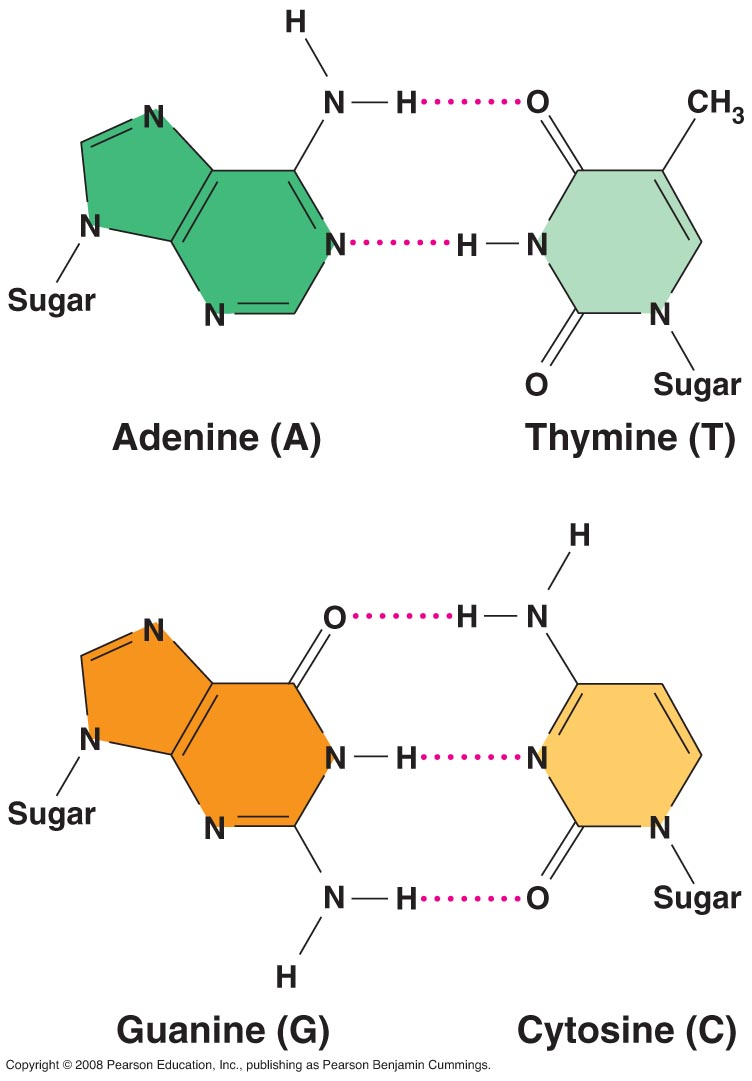 H
N H O CH3
N
N N H N
Sugar N N
O Sugar
Adenine (A) Thymine (T)
H
O H N
N
N N H N
Sugar N N
N H O Sugar
H
Guanine (G) Cytosine (C)
Copyright © 2008 Pearson Education, Inc., publishing as Pearson Benjamin Cummings.